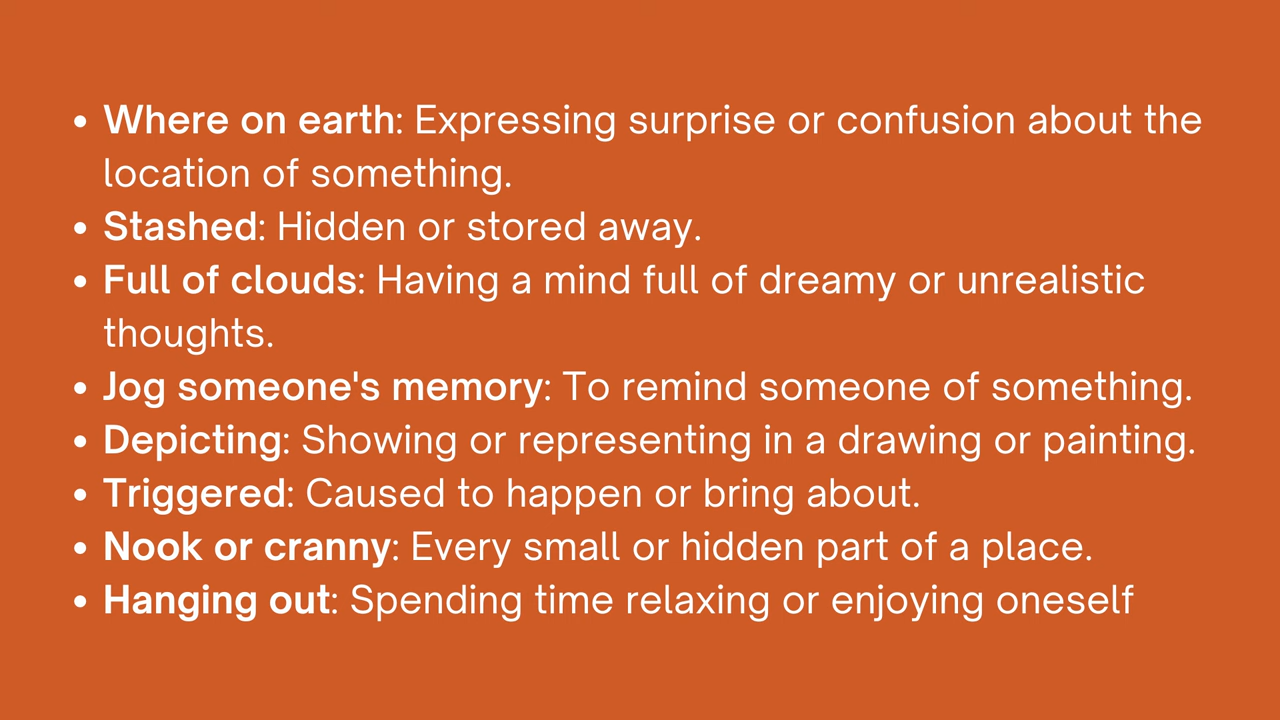 • Where on earth: Expressing surprise or confusion about the
location of something.
• Stashed: Hidden or stored away.
• Full of clouds: Having a mind full of dreamy or unrealistic
thoughts.
• Jog someone's memory: To remind someone of something.
• Depicting: Showing or representing in a drawing or painting.
• Triggered: Caused to happen or bring about.
• Nook or cranny: Every small or hidden part of a place.
• Hanging out: Spending time relaxing or enjoying oneself